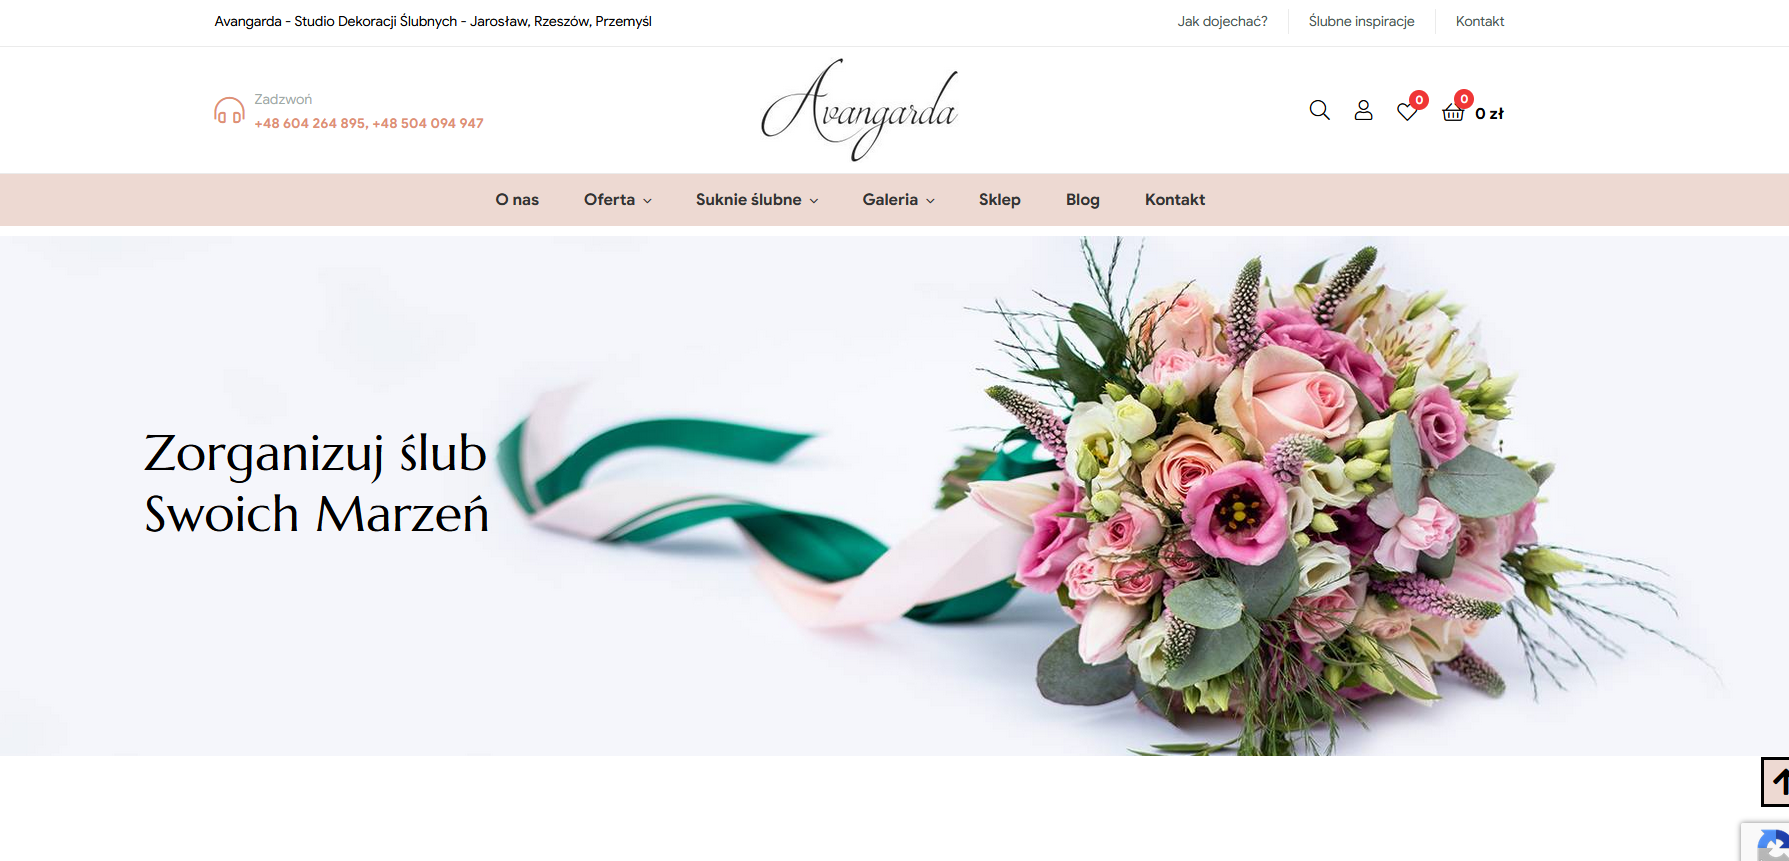 Avangarda - Studio Dekoracji Ślubnych - Jarosław, Rzeszów, Przemyśl
Jak dojechać?
Ślubne inspiracje
Kontakt
Zadzwoń
+48 604 264 895, +48 504 094 947
Avangarda
0
0
0 zł
O nas
Oferta
Suknie ślubne
Galeria
Sklep
Blog
Kontakt
Zorganizuj ślub
Swoich Marzeń